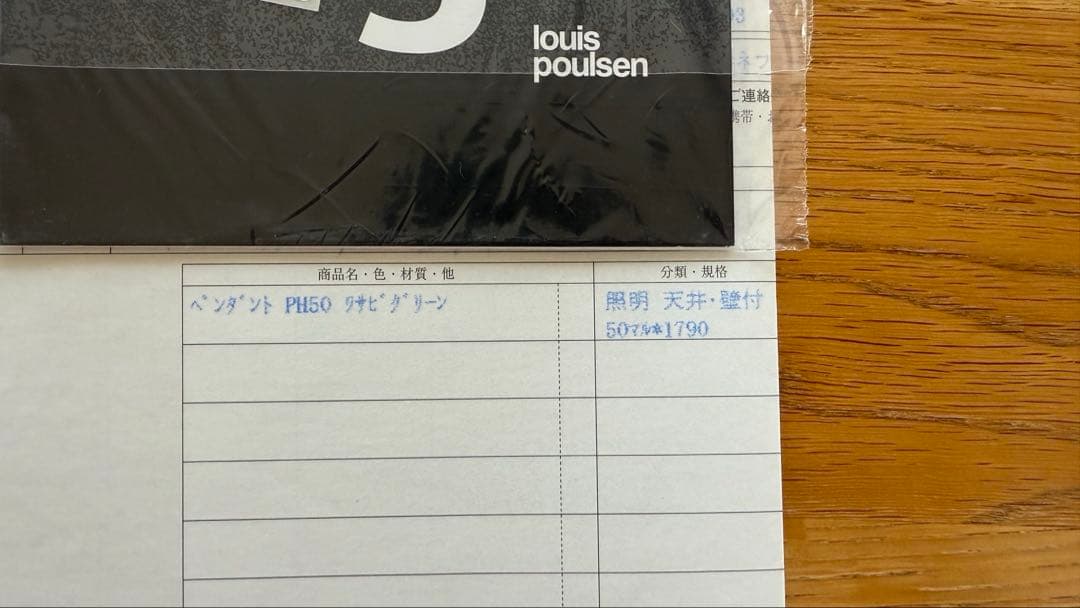 louis
poulsen
ご連絡
携帯・
商品名・色・材質・他
分類・規格
ﾍﾟﾝﾀﾞﾝﾄ PH50 ﾜｻﾋﾞｸﾞﾘｰﾝ
照明 天井・壁付
50ﾏﾙ*1790